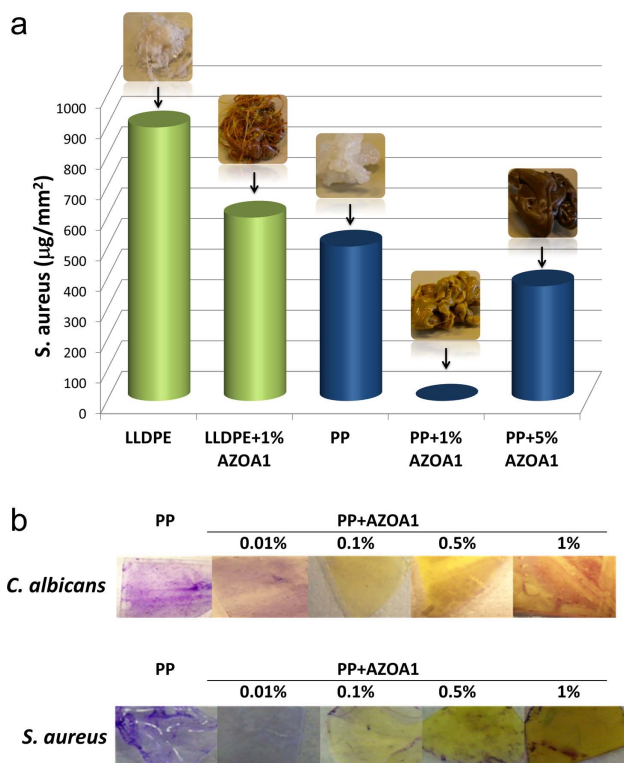 a
S. aureus (μg/mm²)
1000
900
800
700
600
500
400
300
200
100
0
LLDPE
LLDPE+1%
AZOA1
PP
PP+1%
AZOA1
PP+5%
AZOA1
b
PP
PP+AZOA1
0.01%
0.1%
0.5%
1%
C. albicans
PP
PP+AZOA1
0.01%
0.1%
0.5%
1%
S. aureus